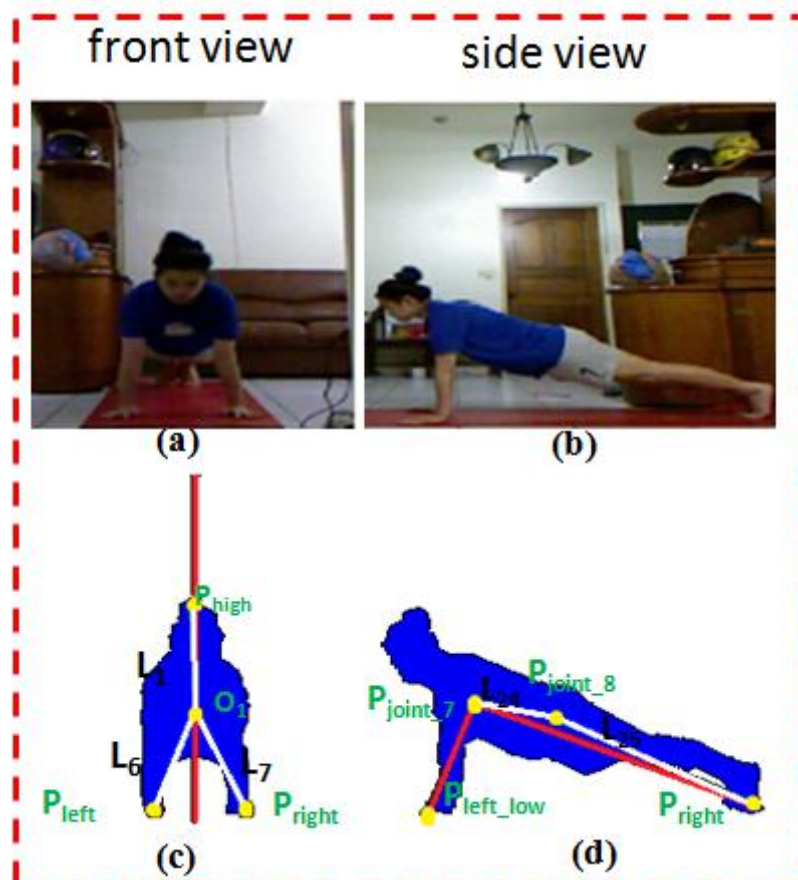 front view
side view
(a)
(b)
P_high
L_1
O_1
L_6
L_7
P_left
P_right
(c)
P_joint_8
L_24
P_joint_7
L_25
P_left_low
P_right
(d)